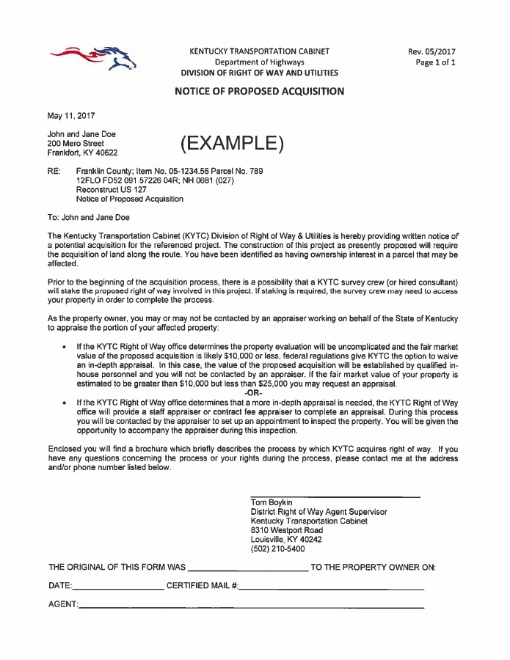 KENTUCKY TRANSPORTATION CABINET
Rev. 05/2017
Department of Highways
Page 1 of 1
DIVISION OF RIGHT OF WAY AND UTILITIES
NOTICE OF PROPOSED ACQUISITION
May 11, 2017
John and Jane Doe
200 Mero Street
Frankfort, KY 40622
(EXAMPLE)
RE: Franklin County; Item No. 05-1234.56 Parcel No. 789
12FLO FD52 091 57226 04R; NH 0681 (027)
Reconstruct US 127
Notice of Proposed Acquisition
To: John and Jane Doe
The Kentucky Transportation Cabinet (KYTC) Division of Right of Way & Utilities is hereby providing written notice of
a potential acquisition for the referenced project. The construction of this project as presently proposed will require
the acquisition of land along the route. You have been identified as having ownership interest in a parcel that may be
affected.
Prior to the beginning of the acquisition process, there is a possibility that a KYTC survey crew (or hired consultant)
will stake the proposed right of way involved in this project. If staking is required, the survey crew may need to access
your property in order to complete the process.
As the property owner, you may or may not be contacted by an appraiser working on behalf of the State of Kentucky
to appraise the portion of your affected property:
• If the KYTC Right of Way office determines the property evaluation will be uncomplicated and the fair market
value of the proposed acquisition is likely $10,000 or less, federal regulations give KYTC the option to waive
an in-depth appraisal. In this case, the value of the proposed acquisition will be established by qualified in-
house personnel and you will not be contacted by an appraiser. If the fair market value of your property is
estimated to be greater than $10,000 but less than $25,000 you may request an appraisal.
-OR-
• If the KYTC Right of Way office determines that a more in-depth appraisal is needed, the KYTC Right of Way
office will provide a staff appraiser or contract fee appraiser to complete an appraisal. During this process
you will be contacted by the appraiser to set up an appointment to inspect the property. You will be given the
opportunity to accompany the appraiser during this inspection.
Enclosed you will find a brochure which briefly describes the process by which KYTC acquires right of way. If you
have any questions concerning the process or your rights during the process, please contact me at the address
and/or phone number listed below.
Tom Boykin
District Right of Way Agent Supervisor
Kentucky Transportation Cabinet
8310 Westport Road
Louisville, KY 40242
(502) 210-5400
THE ORIGINAL OF THIS FORM WAS ____ TO THE PROPERTY OWNER ON:
DATE:____ CERTIFIED MAIL #:____
AGENT:____